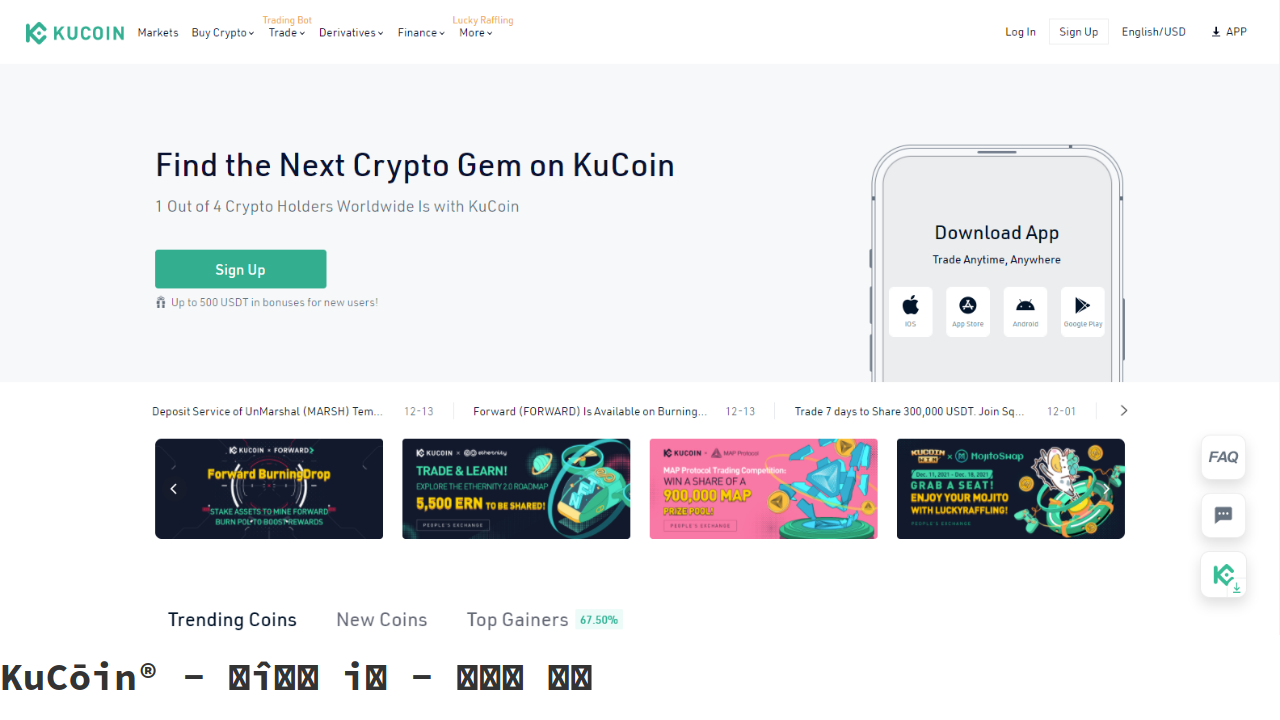 KUCOIN
Markets
Buy Crypto
Trading Bot
Trade
Derivatives
Finance
Lucky Raffling
More
Log In
Sign Up
English/USD
APP
Find the Next Crypto Gem on KuCoin
1 Out of 4 Crypto Holders Worldwide Is with KuCoin
Sign Up
Up to 500 USDT in bonuses for new users!
Download App
Trade Anytime, Anywhere
iOS
App Store
Android
Google Play
Deposit Service of UnMarshal (MARSH) Tem...
12-13
Forward (FORWARD) Is Available on Burning...
12-13
Trade 7 days to Share 300,000 USDT. Join Sq...
12-01
KUCOIN × FORWARD
Forward BurningDrop
STAKE ASSETS TO MINE FORWARD
BURN POL TO BOOST REWARDS
KUCOIN × ethernity
TRADE & LEARN!
EXPLORE THE ETHERNITY 2.0 ROADMAP
5,500 ERN TO BE SHARED!
PEOPLE'S EXCHANGE
KUCOIN × MAP Protocol
MAP Protocol Trading Competition:
WIN A SHARE OF A
900,000 MAP
PRIZE POOL!
PEOPLE'S EXCHANGE
KUCOIN WIN × MojitoSwap
Dec. 11, 2021 - Dec. 18, 2021
GRAB A SEAT!
ENJOY YOUR MOJITO
WITH LUCKYRAFFLING!
PEOPLE'S EXCHANGE
FAQ
Trending Coins
New Coins
Top Gainers
67.50%
KuCōin® -